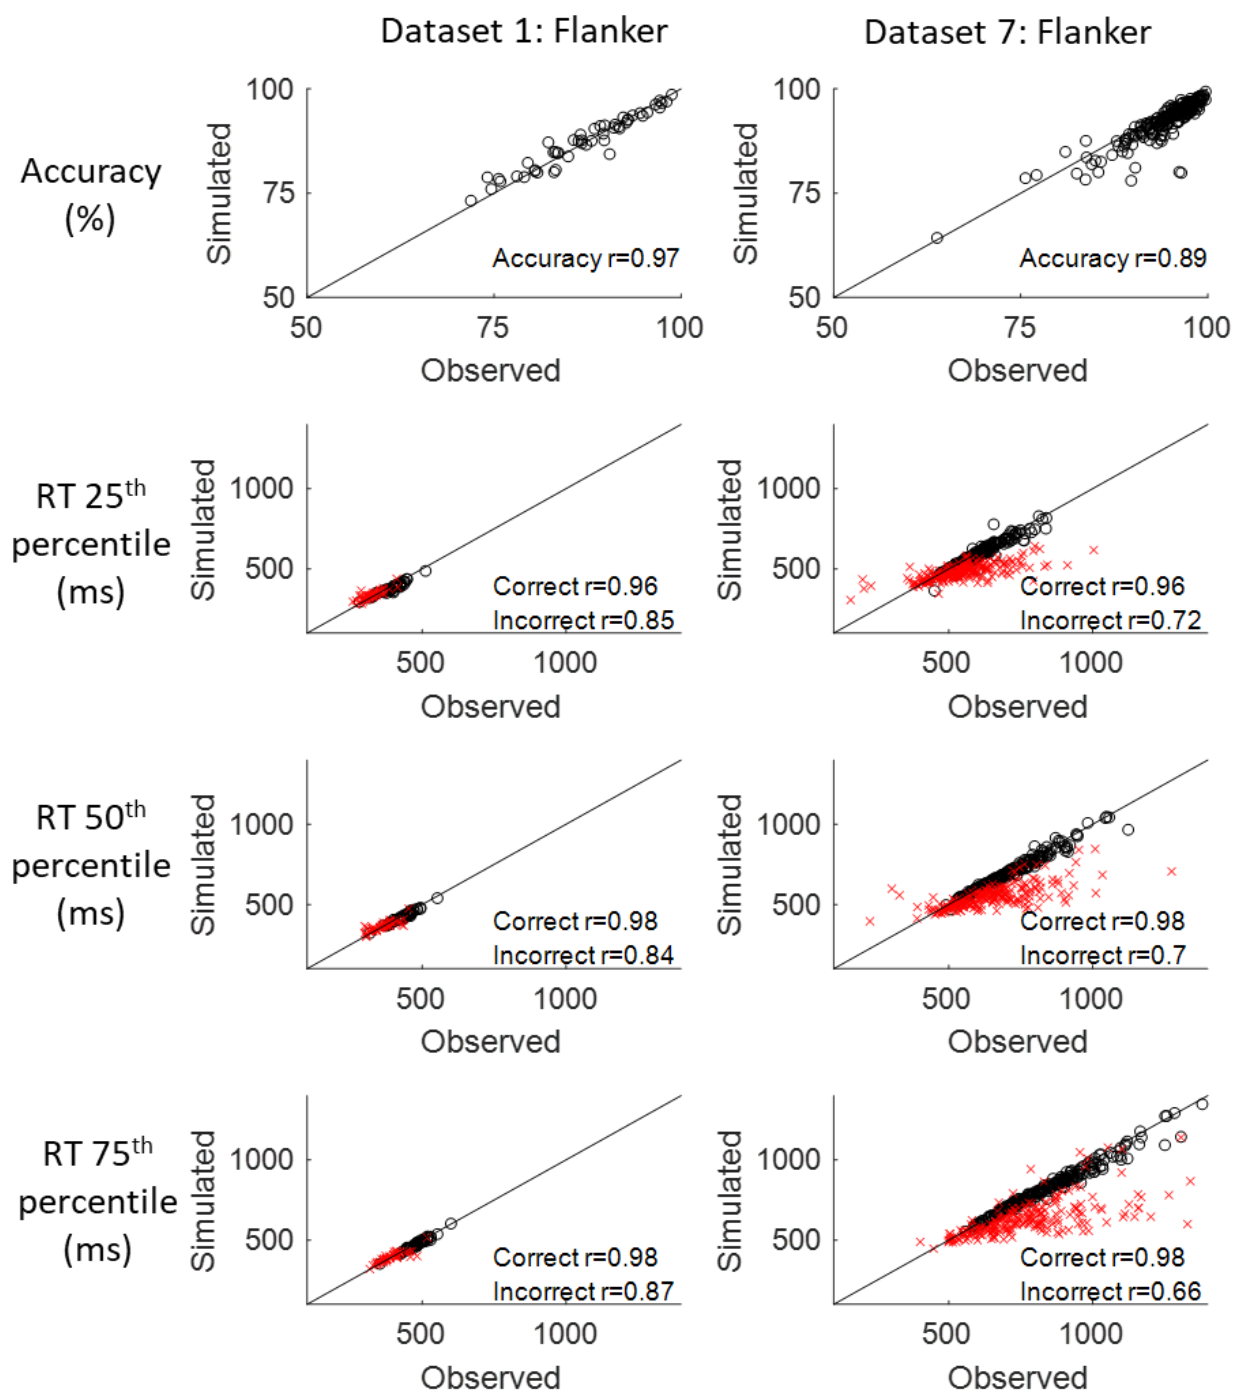 Dataset 1: Flanker
Dataset 7: Flanker
Accuracy
(%)
Simulated
100
75
50
Accuracy r=0.97
50
75
100
Observed
Simulated
100
75
50
Accuracy r=0.89
50
75
100
Observed
RT 25th
percentile
(ms)
Simulated
1000
500
Correct r=0.96
Incorrect r=0.85
500
1000
Observed
Simulated
1000
500
Correct r=0.96
Incorrect r=0.72
500
1000
Observed
RT 50th
percentile
(ms)
Simulated
1000
500
Correct r=0.98
Incorrect r=0.84
500
1000
Observed
Simulated
1000
500
Correct r=0.98
Incorrect r=0.7
500
1000
Observed
RT 75th
percentile
(ms)
Simulated
1000
500
Correct r=0.98
Incorrect r=0.87
500
1000
Observed
Simulated
1000
500
Correct r=0.98
Incorrect r=0.66
500
1000
Observed